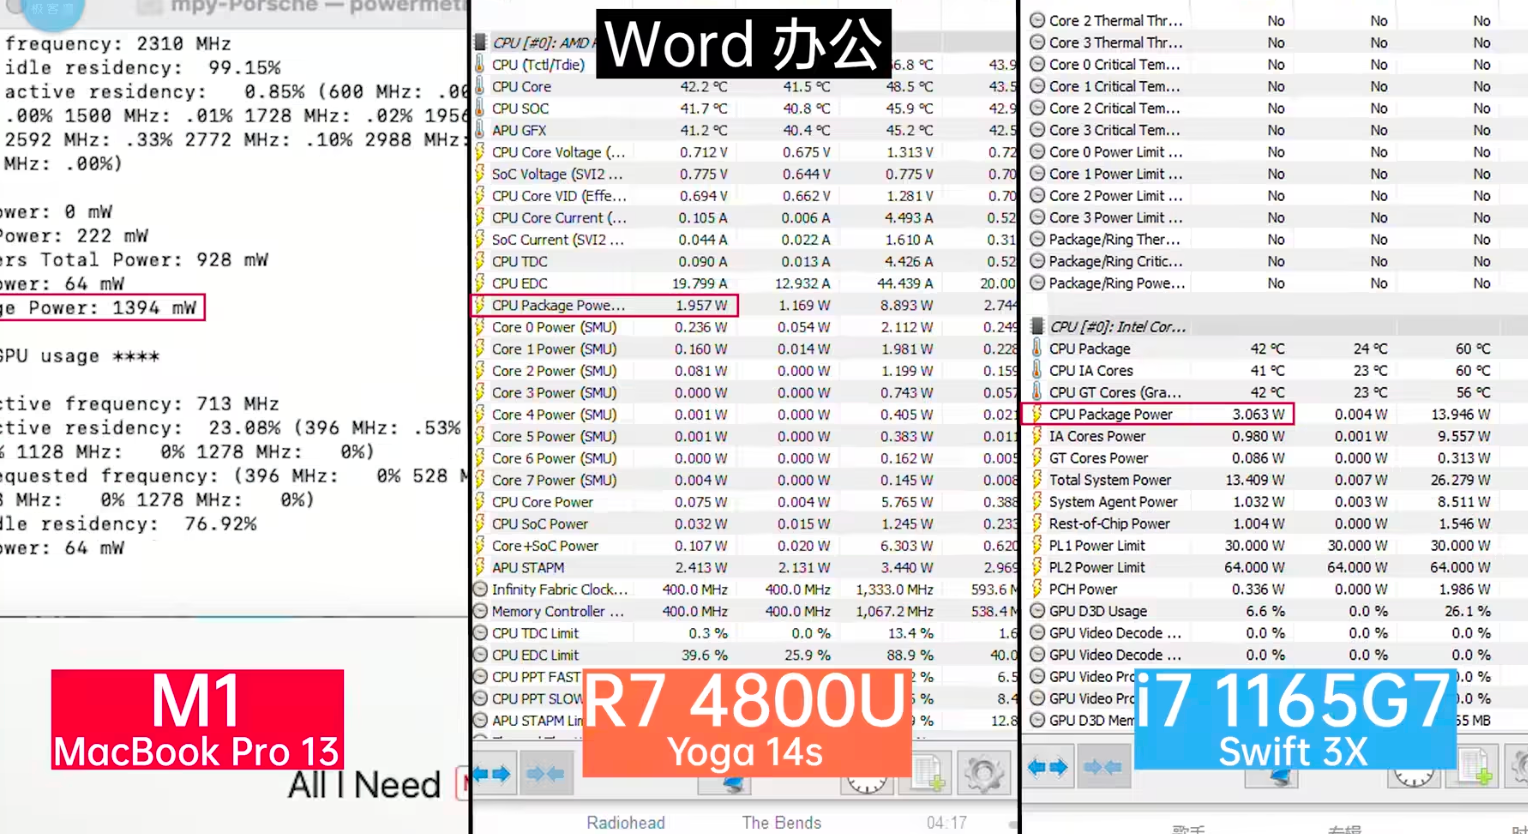 极客湾
mpy-Porsche — powermet
frequency: 2310 MHz
idle residency: 99.15%
active residency: 0.85% (600 MHz: .00
.00% 1500 MHz: .01% 1728 MHz: .02% 1956
2592 MHz: .33% 2772 MHz: .10% 2988 MHz:
MHz: .00%)
ower: 0 mW
Power: 222 mW
ers Total Power: 928 mW
ower: 64 mW
ge Power: 1394 mW
GPU usage ****
ctive frequency: 713 MHz
ctive residency: 23.08% (396 MHz: .53%
% 1128 MHz: 0% 1278 MHz: 0%)
equested frequency: (396 MHz: 0% 528 M
8 MHz: 0% 1278 MHz: 0%)
dle residency: 76.92%
ower: 64 mW
M1
MacBook Pro 13
All I Need
Word 办公
CPU [#0]: AMD
CPU (Tctl/Tdie) 56.8 °C 43.9
CPU Core 42.2 °C 41.5 °C 48.5 °C 43.5
CPU SOC 41.7 °C 40.8 °C 45.9 °C 42.9
APU GFX 41.2 °C 40.4 °C 45.2 °C 42.5
CPU Core Voltage (... 0.712 V 0.675 V 1.313 V 0.72
SoC Voltage (SVI2 ... 0.775 V 0.644 V 0.775 V 0.70
CPU Core VID (Effe... 0.694 V 0.662 V 1.281 V 0.70
CPU Core Current (... 0.105 A 0.006 A 4.493 A 0.52
SoC Current (SVI2 ... 0.044 A 0.022 A 1.610 A 0.31
CPU TDC 0.090 A 0.013 A 4.426 A 0.52
CPU EDC 19.799 A 12.932 A 44.439 A 20.00
CPU Package Powe... 1.957 W 1.169 W 8.893 W 2.744
Core 0 Power (SMU) 0.236 W 0.054 W 2.112 W 0.249
Core 1 Power (SMU) 0.160 W 0.014 W 1.981 W 0.228
Core 2 Power (SMU) 0.081 W 0.000 W 1.199 W 0.159
Core 3 Power (SMU) 0.000 W 0.000 W 0.743 W 0.057
Core 4 Power (SMU) 0.001 W 0.000 W 0.405 W 0.021
Core 5 Power (SMU) 0.001 W 0.000 W 0.383 W 0.011
Core 6 Power (SMU) 0.000 W 0.000 W 0.162 W 0.005
Core 7 Power (SMU) 0.004 W 0.000 W 0.145 W 0.008
CPU Core Power 0.075 W 0.004 W 5.765 W 0.388
CPU SoC Power 0.032 W 0.015 W 1.245 W 0.233
Core+SoC Power 0.107 W 0.020 W 6.303 W 0.620
APU STAPM 2.413 W 2.131 W 3.440 W 2.969
Infinity Fabric Clock... 400.0 MHz 400.0 MHz 1,333.0 MHz 593.6 M
Memory Controller ... 400.0 MHz 400.0 MHz 1,067.2 MHz 538.4 M
CPU TDC Limit 0.3 % 0.0 % 13.4 % 1.6
CPU EDC Limit 39.6 % 25.9 % 88.9 % 40.0
CPU PPT FAST % 6.5
CPU PPT SLOW % 8.4
APU STAPM Lim 9 % 12.8
R7 4800U
Yoga 14s
Radiohead The Bends 04:17
Core 2 Thermal Thr... No No No
Core 3 Thermal Thr... No No No
Core 0 Critical Tem... No No No
Core 1 Critical Tem... No No No
Core 2 Critical Tem... No No No
Core 3 Critical Tem... No No No
Core 0 Power Limit ... No No No
Core 1 Power Limit ... No No No
Core 2 Power Limit ... No No No
Core 3 Power Limit ... No No No
Package/Ring Ther... No No No
Package/Ring Critic... No No No
Package/Ring Powe... No No No
CPU [#0]: Intel Cor...
CPU Package 42 °C 24 °C 60 °C
CPU IA Cores 41 °C 23 °C 60 °C
CPU GT Cores (Gra... 42 °C 23 °C 56 °C
CPU Package Power 3.063 W 0.004 W 13.946 W
IA Cores Power 0.980 W 0.001 W 9.557 W
GT Cores Power 0.086 W 0.000 W 0.313 W
Total System Power 13.409 W 0.007 W 26.279 W
System Agent Power 1.032 W 0.003 W 8.511 W
Rest-of-Chip Power 1.004 W 0.000 W 1.546 W
PL1 Power Limit 30.000 W 30.000 W 30.000 W
PL2 Power Limit 64.000 W 64.000 W 64.000 W
PCH Power 0.336 W 0.000 W 1.986 W
GPU D3D Usage 6.6 % 0.0 % 26.1 %
GPU Video Decode ... 0.0 % 0.0 % 0.0 %
GPU Video Decode ... 0.0 % 0.0 % 0.0 %
GPU Video Pro 0.0 %
GPU Video Pro 0.0 %
GPU D3D Mem 55 MB
i7 1165G7
Swift 3X
歌手 专辑